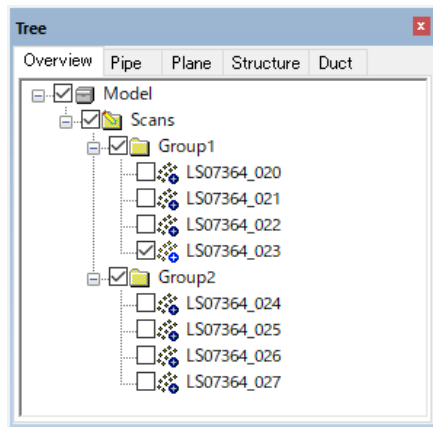 Tree
Overview Pipe Plane Structure Duct
Model
Scans
Group1
LS07364_020
LS07364_021
LS07364_022
LS07364_023
Group2
LS07364_024
LS07364_025
LS07364_026
LS07364_027